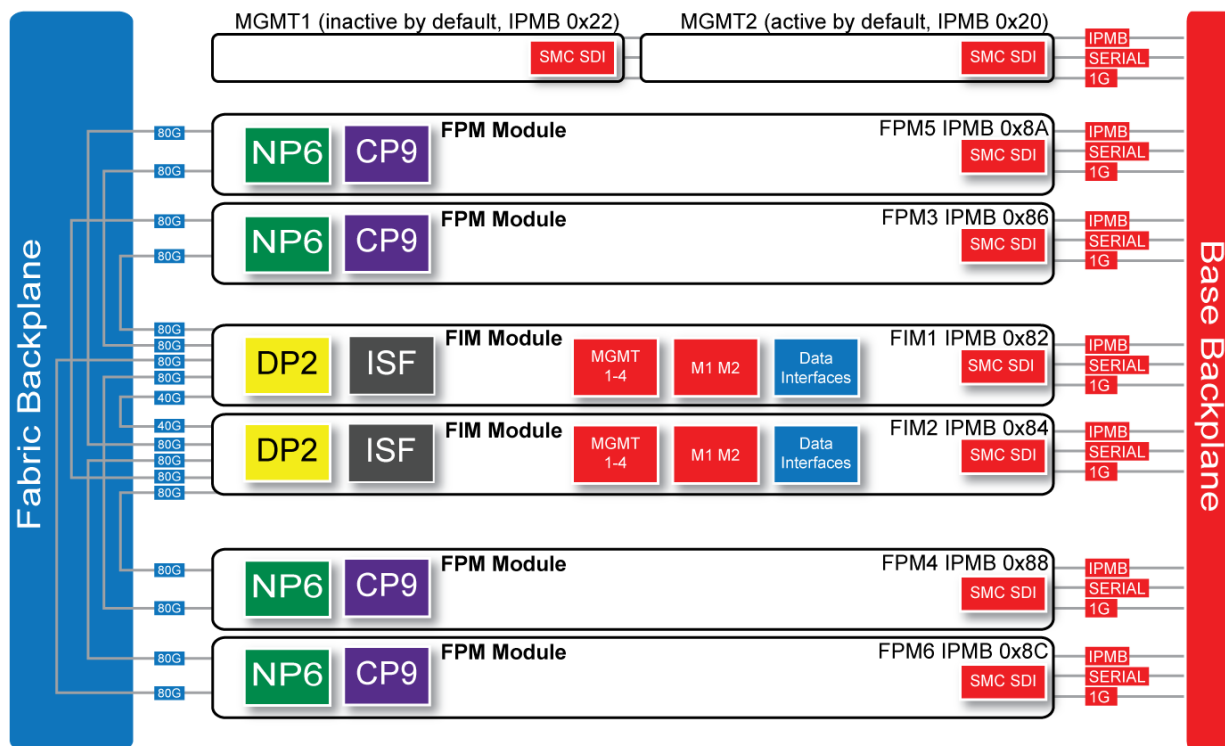 MGMT1 (inactive by default, IPMB 0x22)
MGMT2 (active by default, IPMB 0x20)
SMC SDI
SMC SDI
IPMB
SERIAL
1G
80G
80G
NP6
CP9
FPM Module
FPM5 IPMB 0x8A
SMC SDI
IPMB
SERIAL
1G
80G
80G
NP6
CP9
FPM Module
FPM3 IPMB 0x86
SMC SDI
IPMB
SERIAL
1G
Fabric Backplane
Base Backplane
80G
80G
80G
80G
40G
DP2
ISF
FIM Module
MGMT
1-4
M1 M2
Data
Interfaces
FIM1 IPMB 0x82
SMC SDI
IPMB
SERIAL
1G
40G
80G
80G
80G
80G
DP2
ISF
FIM Module
MGMT
1-4
M1 M2
Data
Interfaces
FIM2 IPMB 0x84
SMC SDI
IPMB
SERIAL
1G
80G
80G
NP6
CP9
FPM Module
FPM4 IPMB 0x88
SMC SDI
IPMB
SERIAL
1G
80G
80G
NP6
CP9
FPM Module
FPM6 IPMB 0x8C
SMC SDI
IPMB
SERIAL
1G